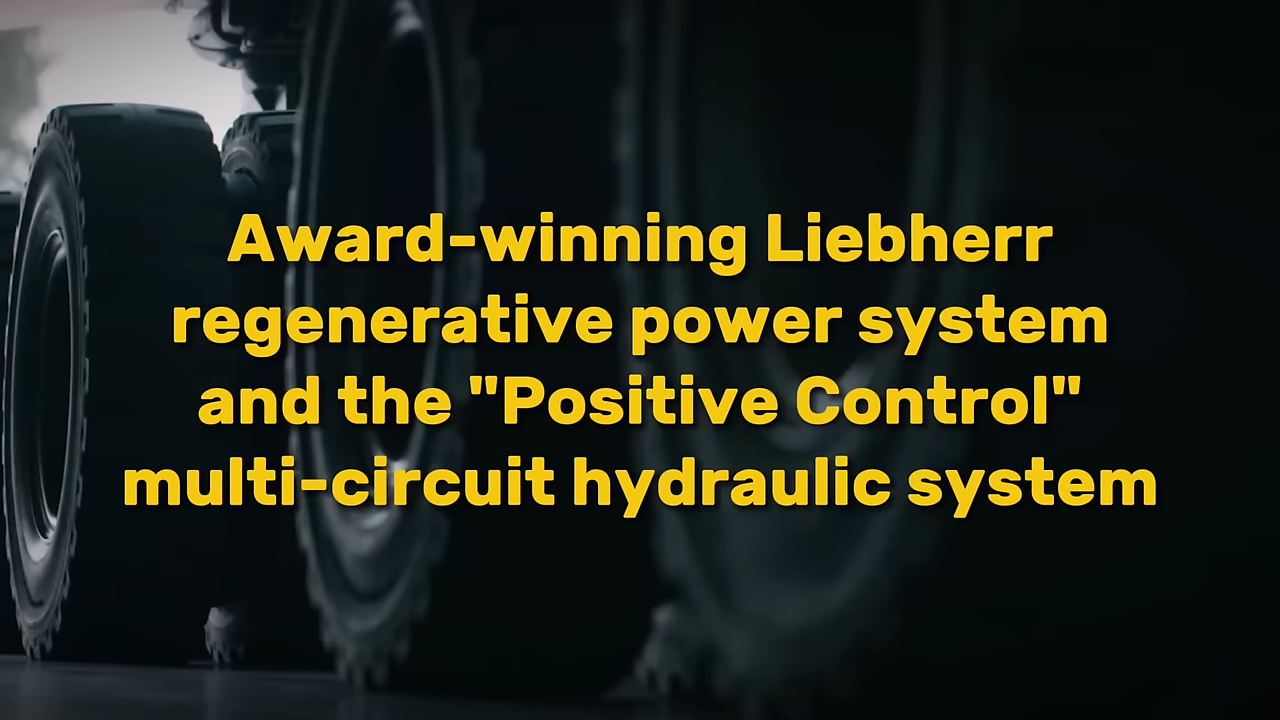 Award-winning Liebherr
regenerative power system
and the "Positive Control"
multi-circuit hydraulic system